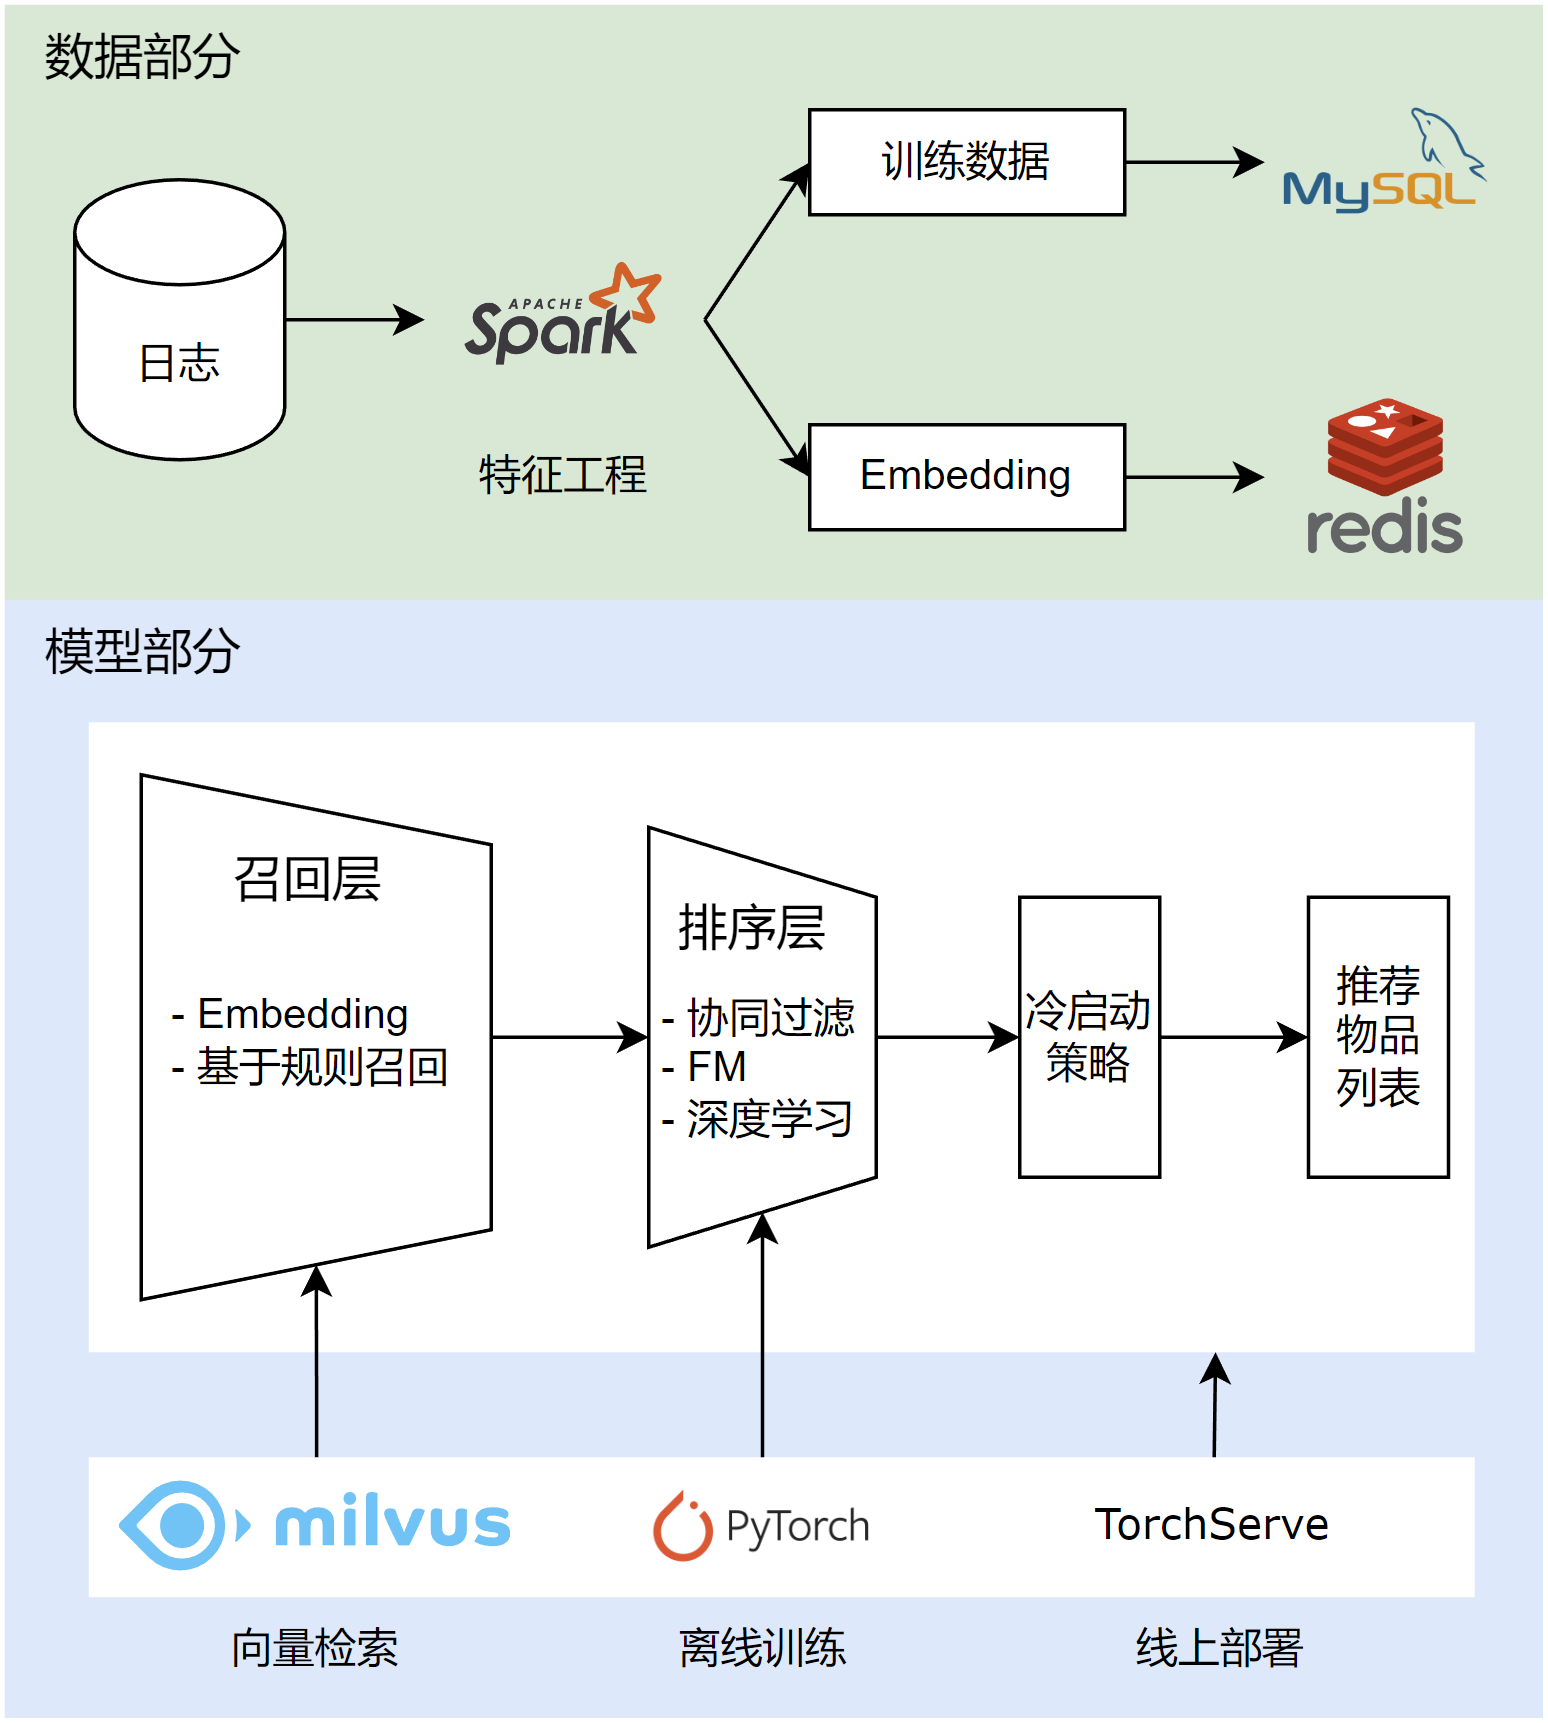 数据部分
训练数据
MySQL
APACHE
Spark
日志
特征工程
Embedding
redis
模型部分
召回层
- Embedding
- 基于规则召回
排序层
- 协同过滤
- FM
- 深度学习
冷启动
策略
推荐
物品
列表
milvus
PyTorch
TorchServe
向量检索
离线训练
线上部署